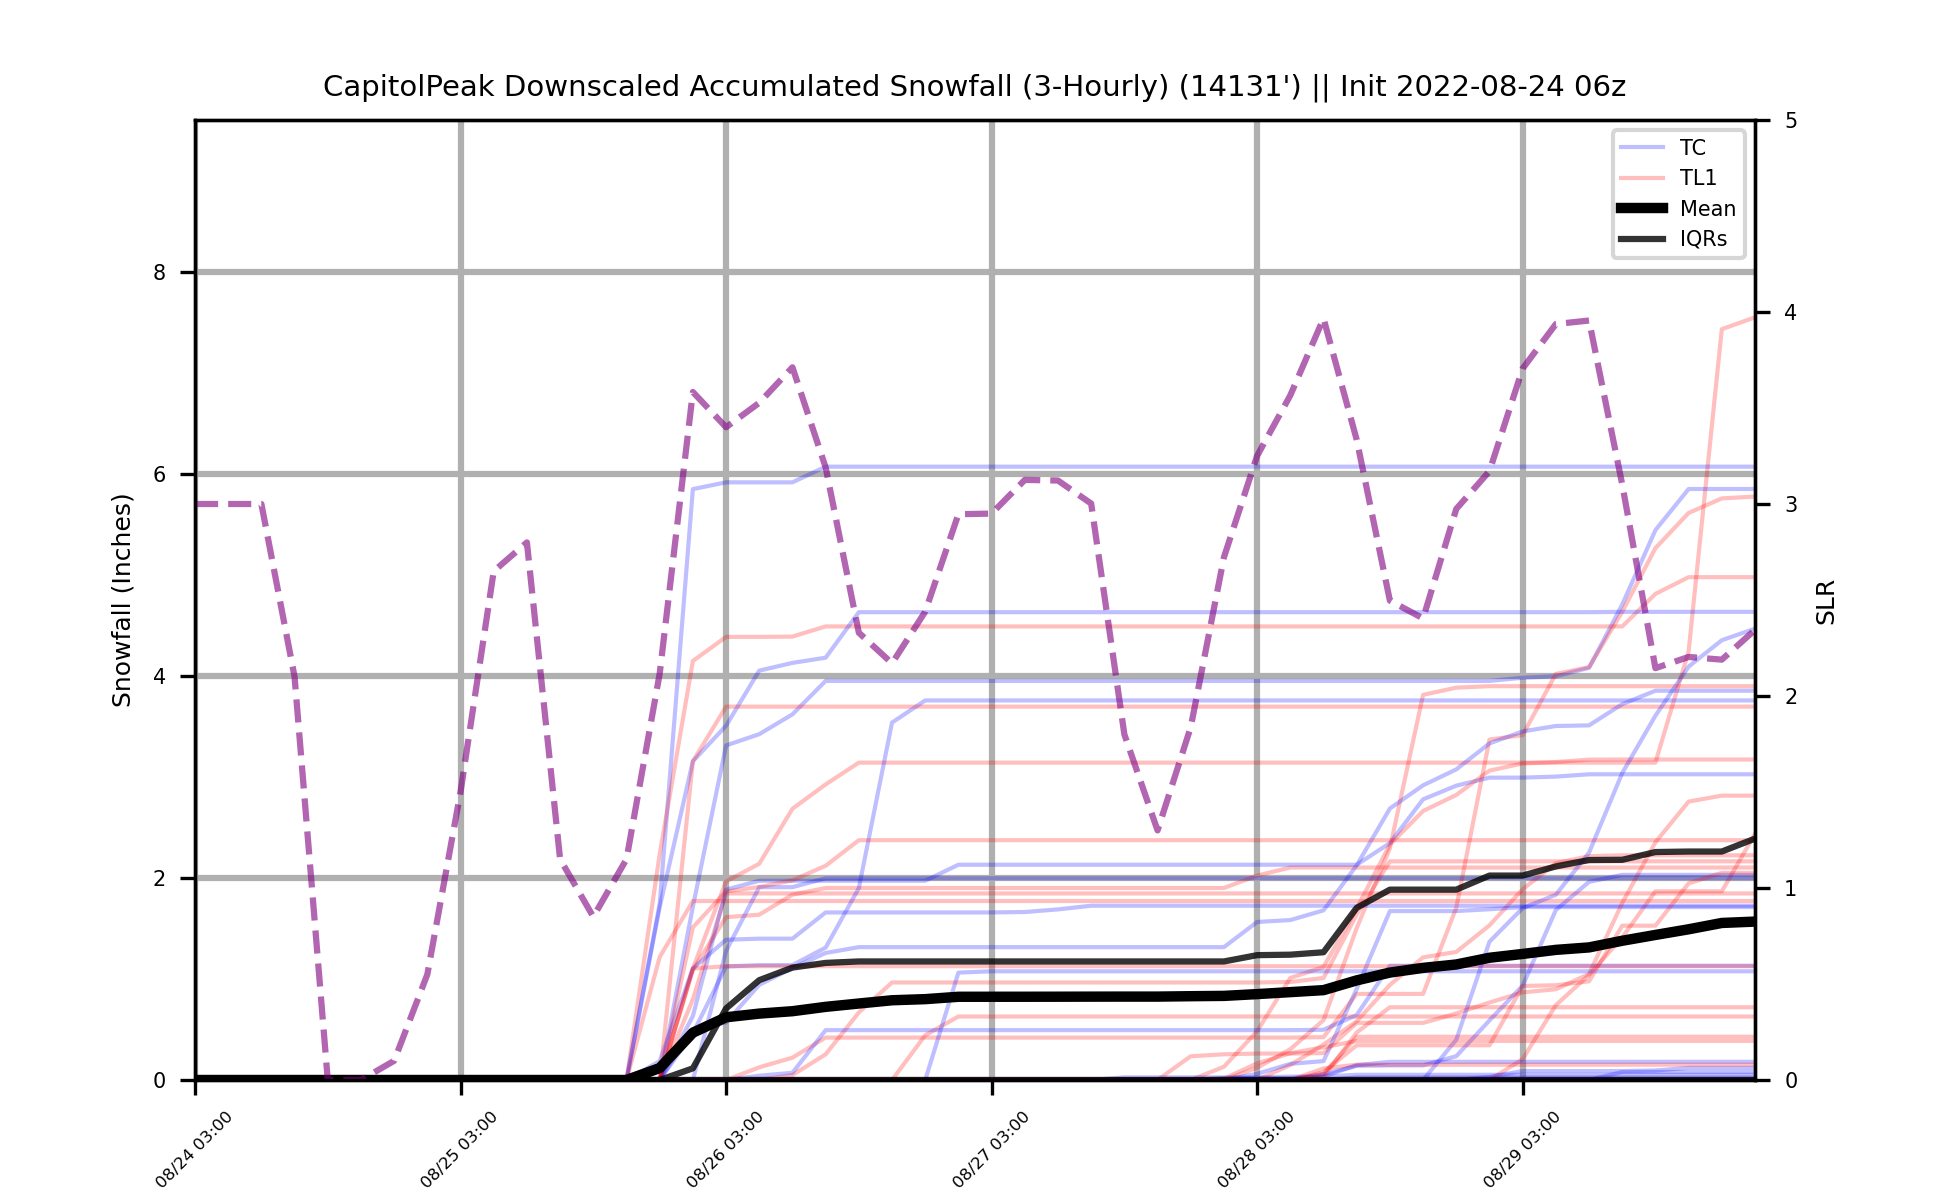 CapitolPeak Downscaled Accumulated Snowfall (3-Hourly) (14131') || Init 2022-08-24 06z
TC
TL1
Mean
IQRs
Snowfall (Inches)
8
6
4
2
0
SLR
5
4
3
2
1
0
08/24 03:00
08/25 03:00
08/26 03:00
08/27 03:00
08/28 03:00
08/29 03:00